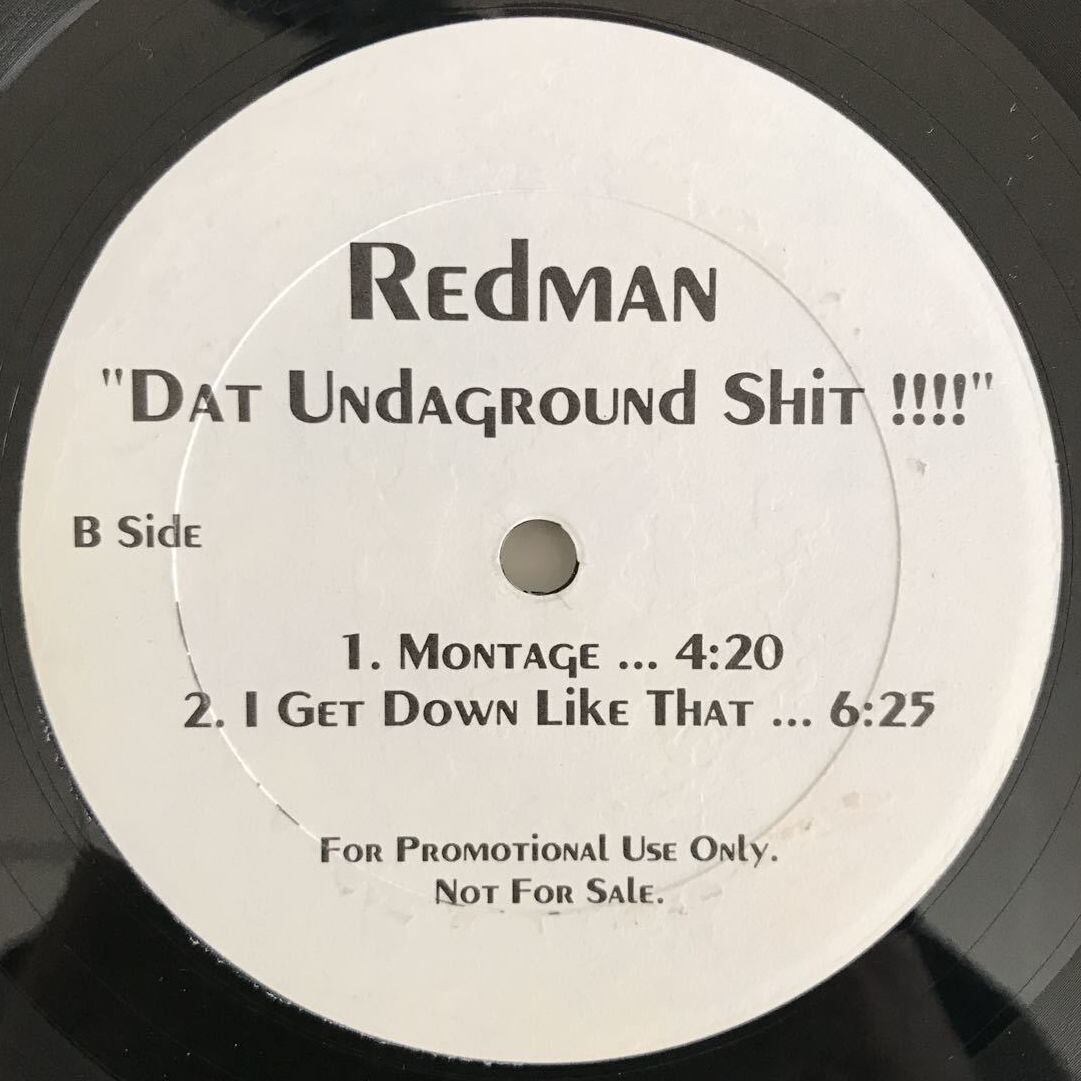 Redman
"Dat Undaground Shit !!!!"
B Side
1. Montage ... 4:20
2. I Get Down Like That ... 6:25
For Promotional Use Only.
Not For Sale.